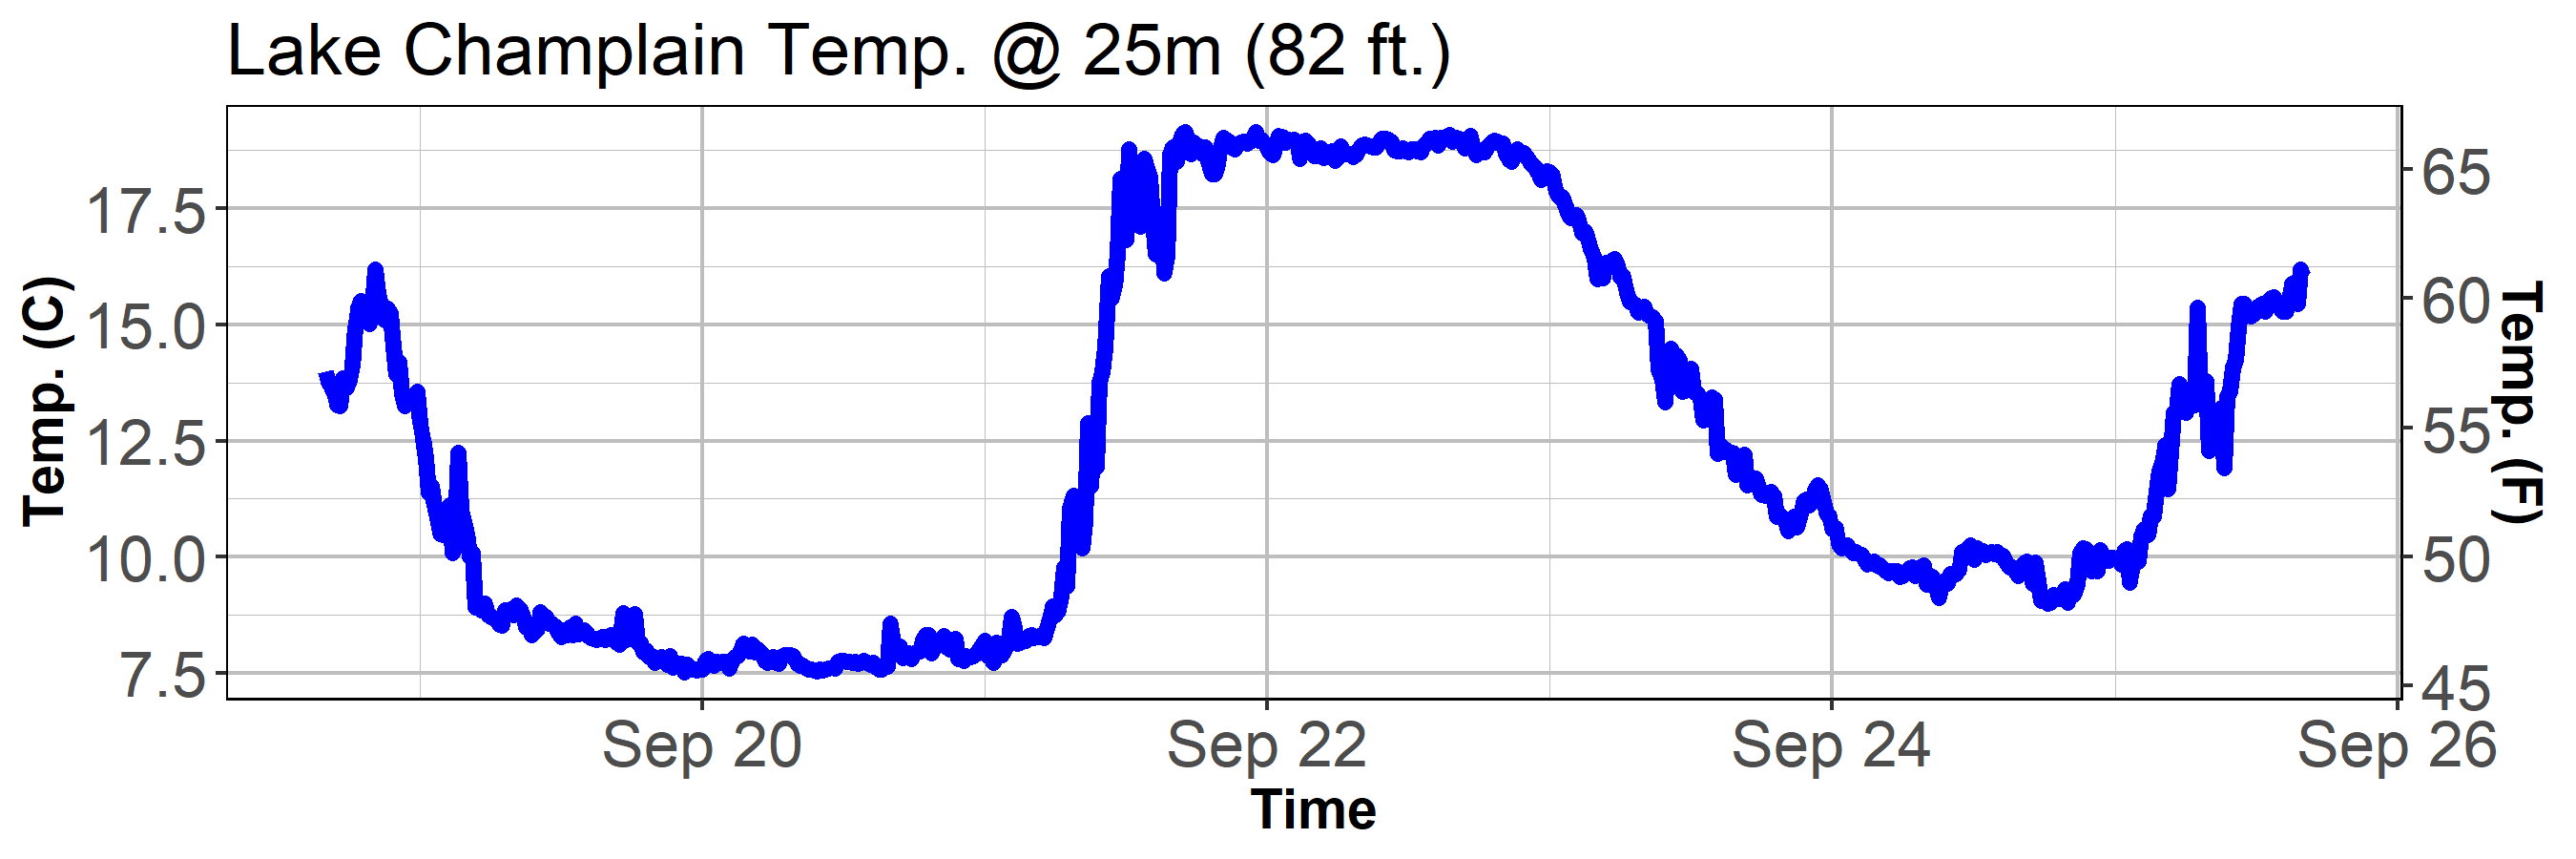 Lake Champlain Temp. @ 25m (82 ft.)
Temp. (C)
17.5
15.0
12.5
10.0
7.5
65
60
55
50
45
Temp. (F)
Sep 20
Sep 22
Sep 24
Sep 26
Time